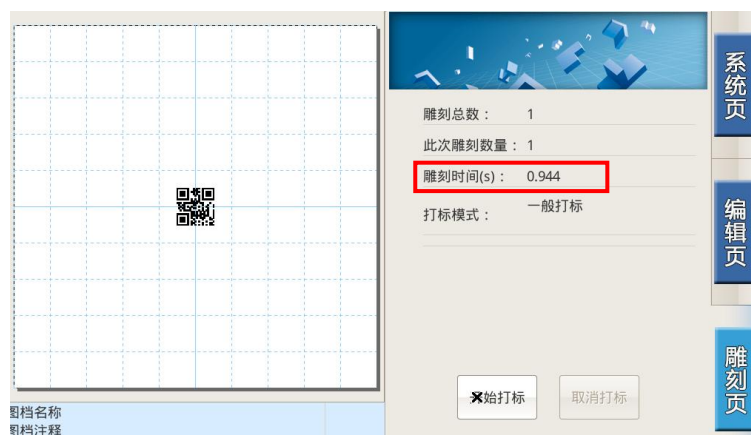 雕刻总数： 1
此次雕刻数量： 1
雕刻时间(s)： 0.944
打标模式： 一般打标
始打标
取消打标
系统页
编辑页
雕刻页
图档名称
图档注释